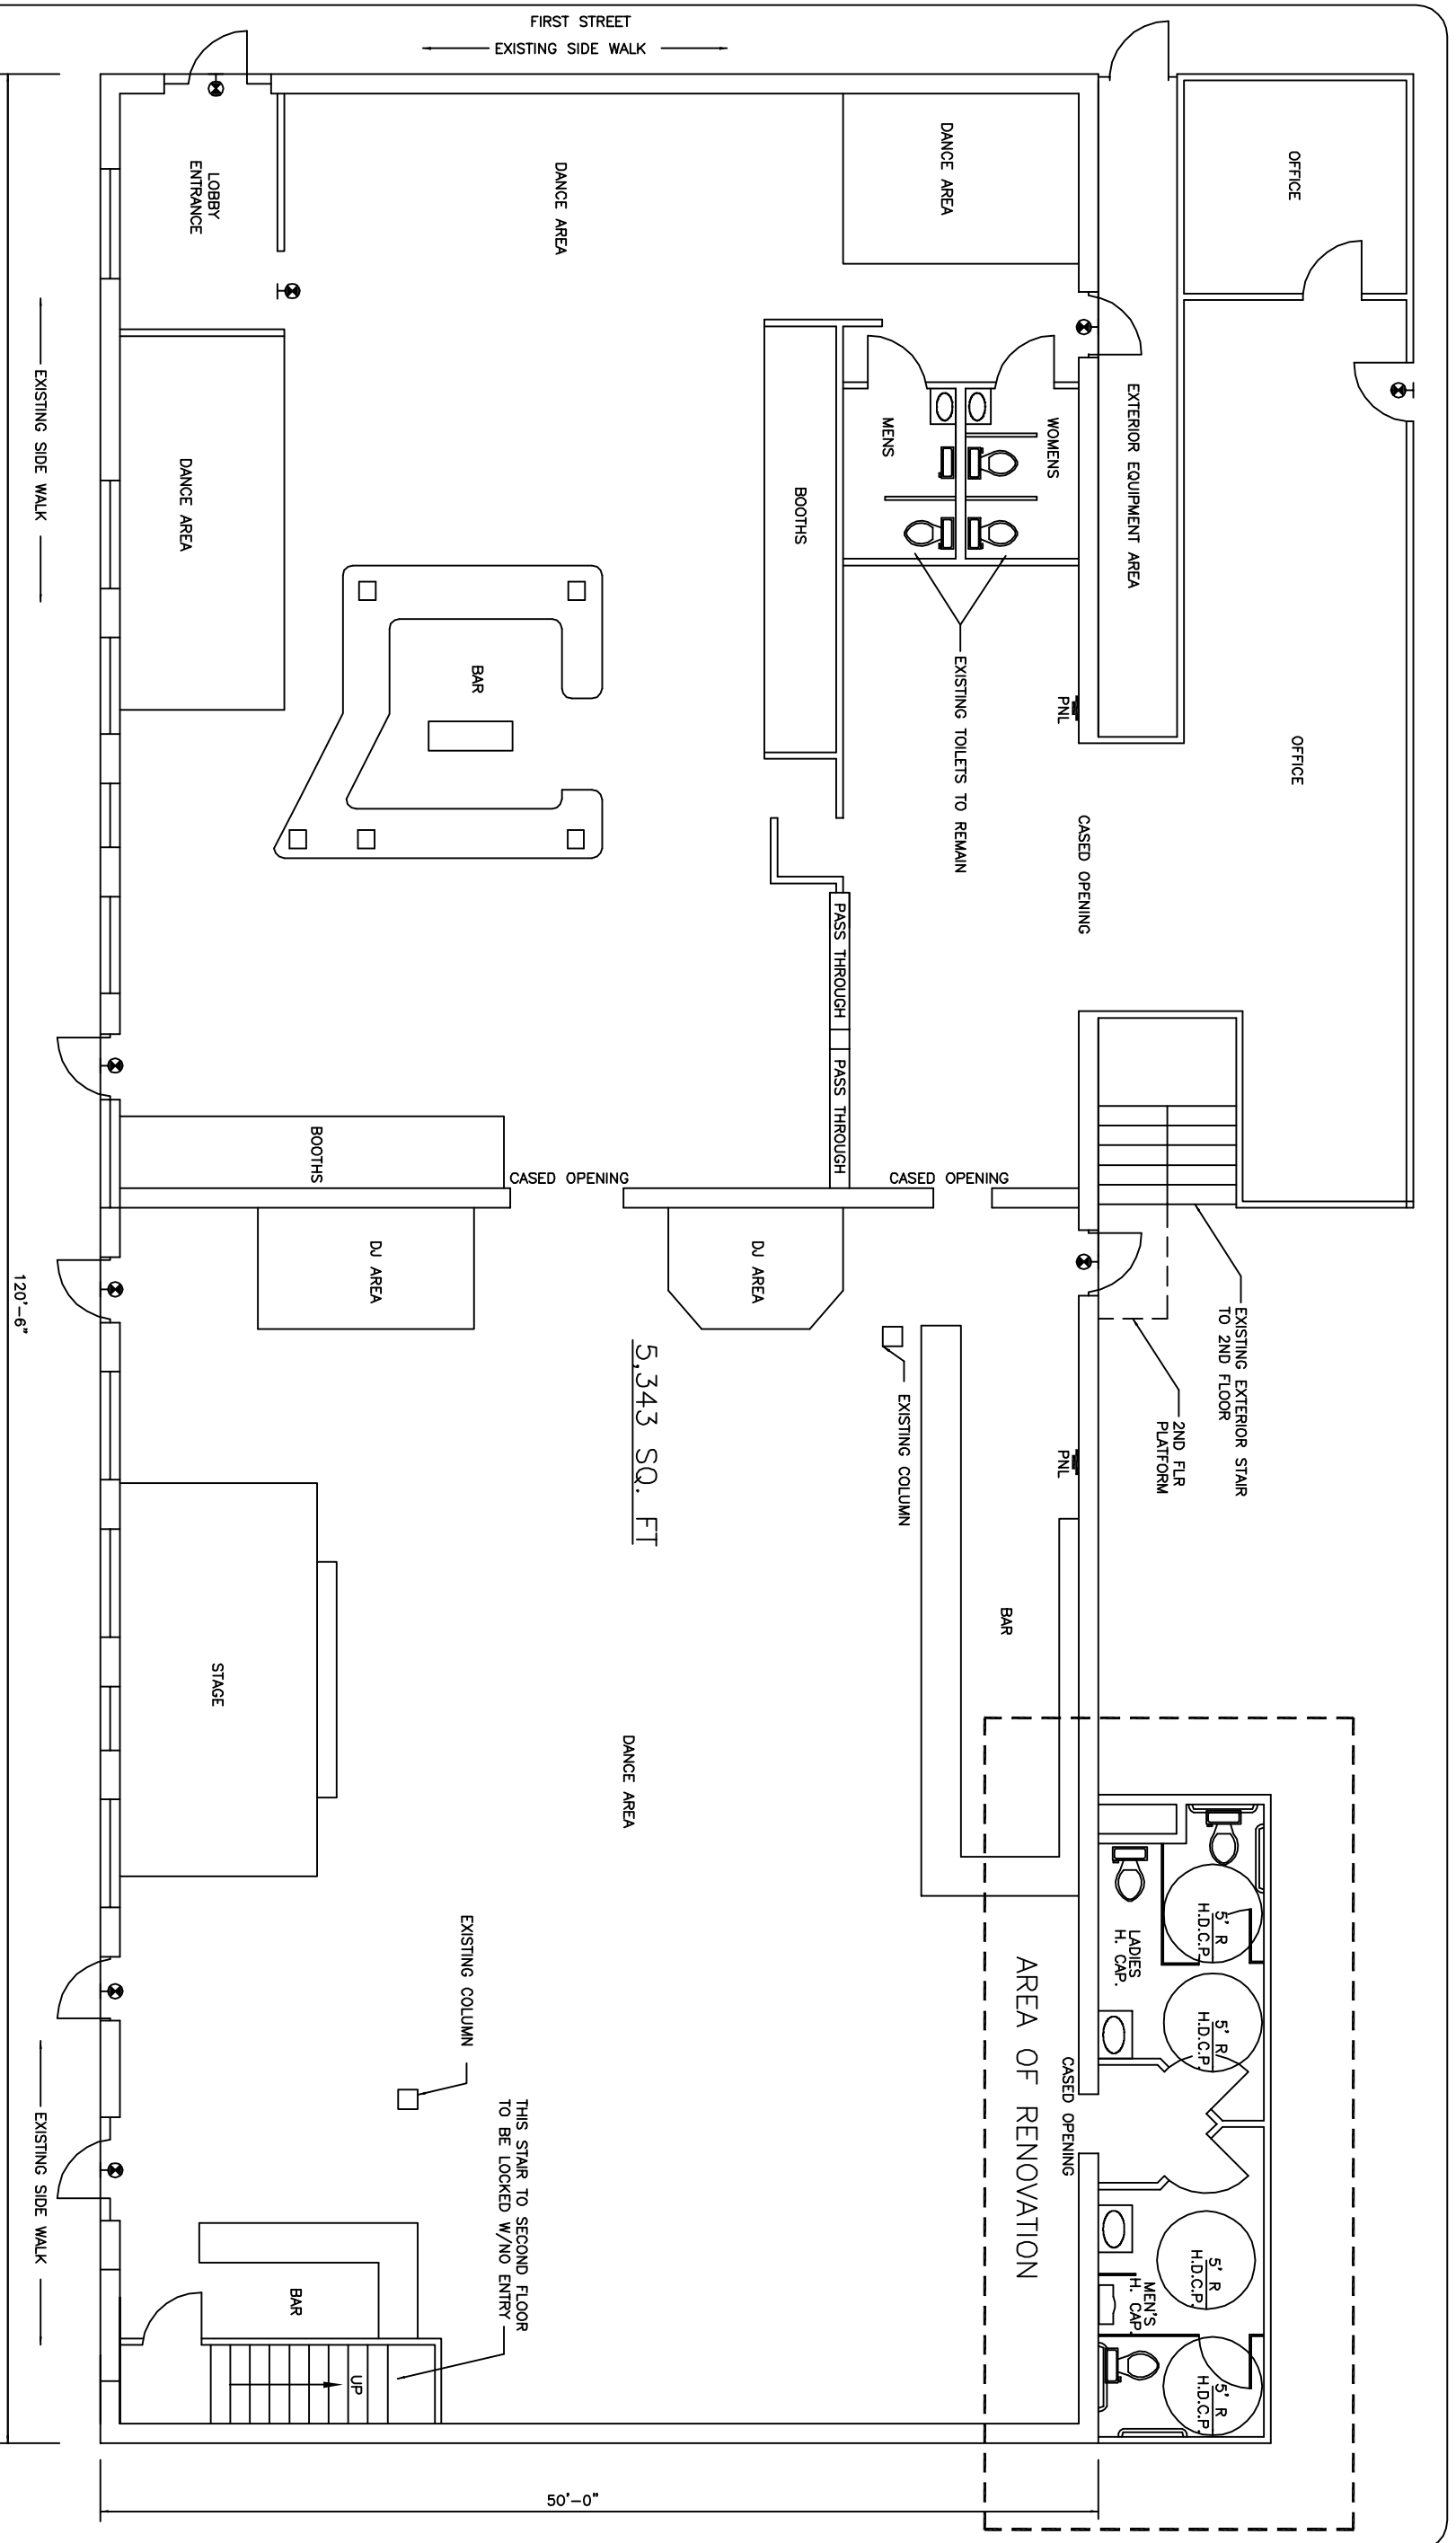 FIRST STREET
EXISTING SIDE WALK
OFFICE
DANCE AREA
DANCE AREA
LOBBY
ENTRANCE
EXTERIOR EQUIPMENT AREA
WOMENS
MENS
BOOTHS
EXISTING SIDE WALK
DANCE AREA
BAR
EXISTING TOILETS TO REMAIN
PNL
OFFICE
CASED OPENING
PASS THROUGH
PASS THROUGH
BOOTHS
CASED OPENING
CASED OPENING
DJ AREA
DJ AREA
120'-6"
EXISTING EXTERIOR STAIR
TO 2ND FLOOR
2ND FLR
PLATFORM
5,343 SQ. FT
EXISTING COLUMN
PNL
BAR
STAGE
DANCE AREA
5' R
H.D.C.P.
LADIES
H. CAP.
5' R
H.D.C.P.
AREA OF RENOVATION
CASED OPENING
EXISTING COLUMN
THIS STAIR TO SECOND FLOOR
TO BE LOCKED W/NO ENTRY
EXISTING SIDE WALK
5' R
H.D.C.P.
MEN'S
H. CAP.
5' R
H.D.C.P.
BAR
UP
50'-0"